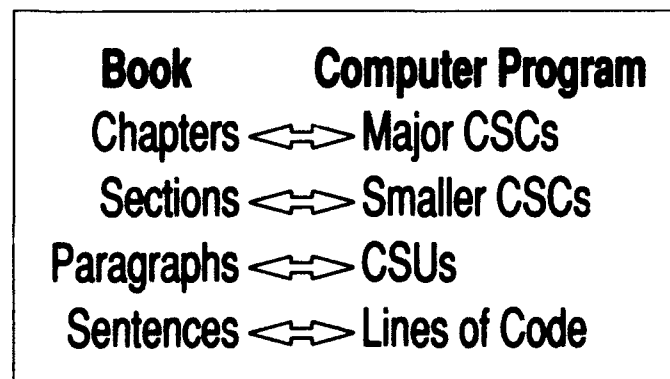 Book Computer Program
Chapters Major CSCs
Sections Smaller CSCs
Paragraphs CSUs
Sentences Lines of Code